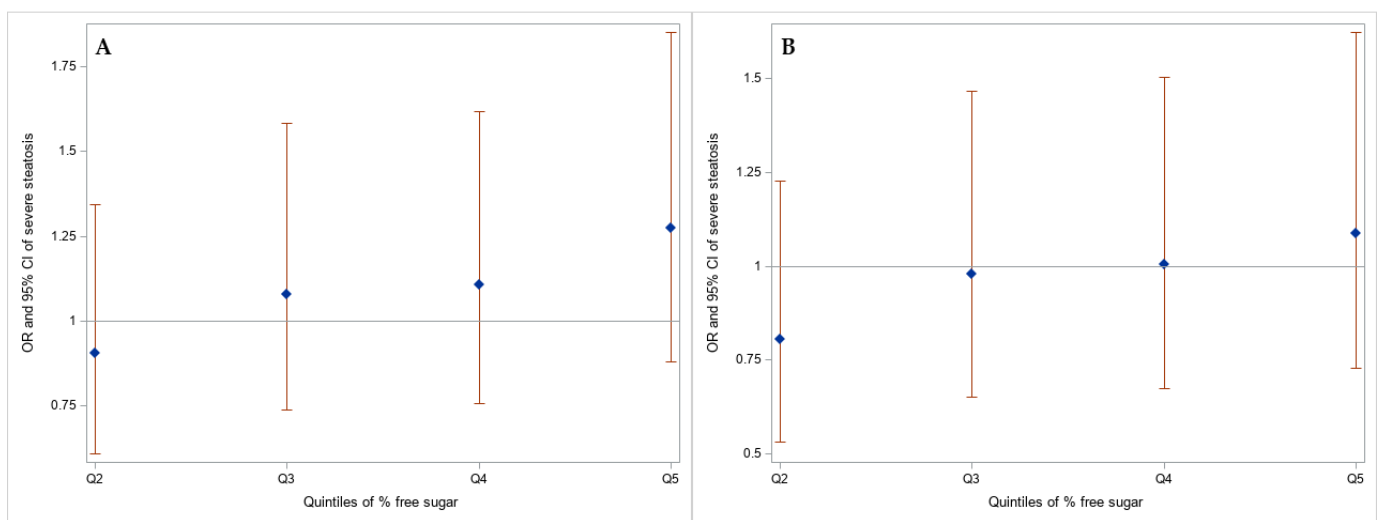 A
OR and 95% CI of severe steatosis
1.75
1.5
1.25
1
0.75
Q2 Q3 Q4 Q5
Quintiles of % free sugar
B
OR and 95% CI of severe steatosis
1.5
1.25
1
0.75
0.5
Q2 Q3 Q4 Q5
Quintiles of % free sugar